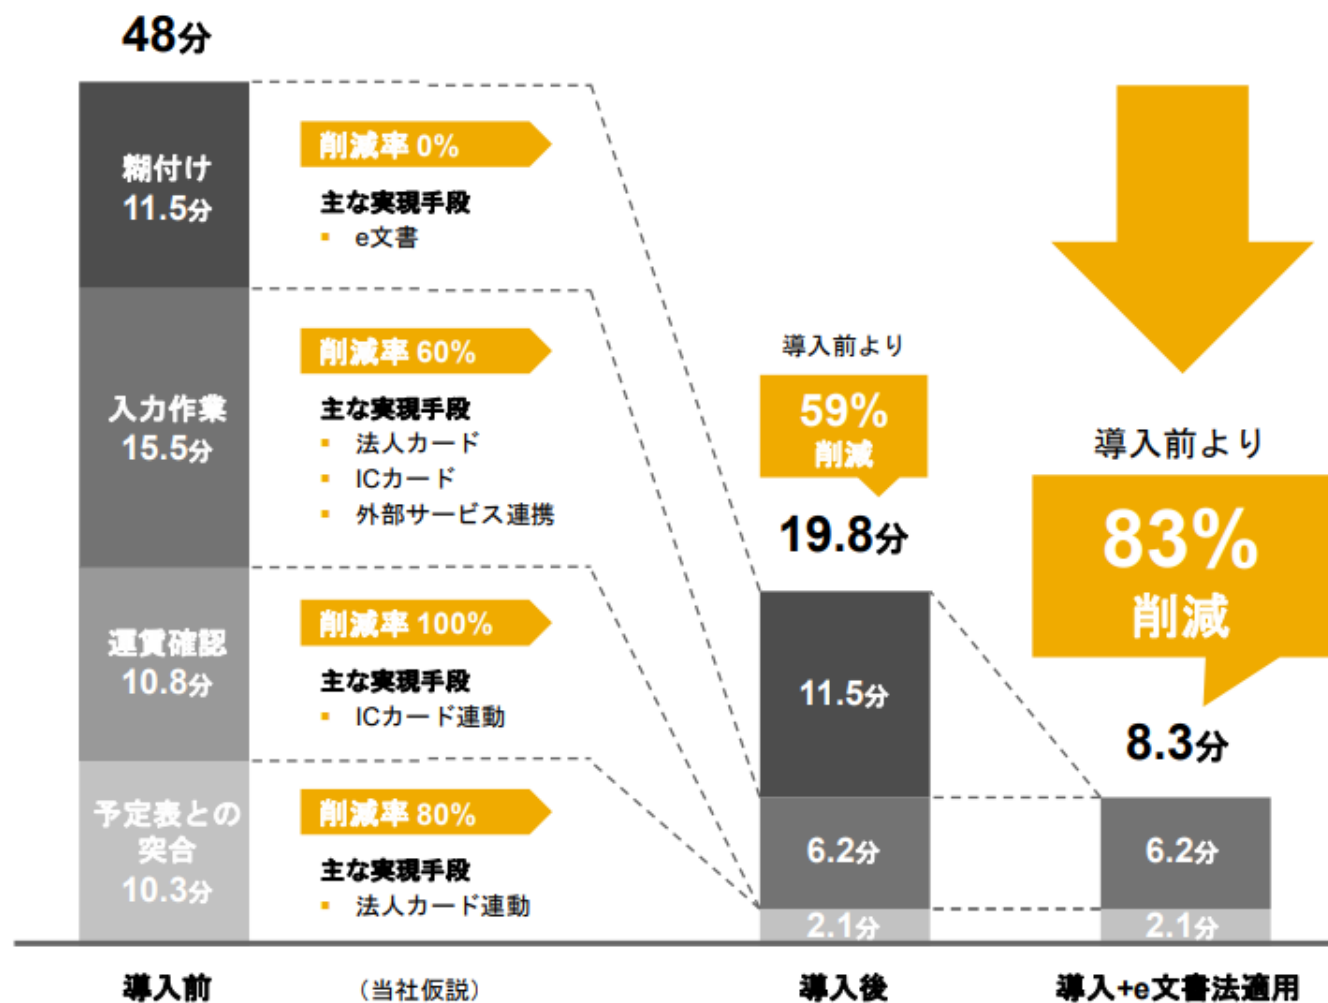 48分
糊付け
11.5分
入力作業
15.5分
運賃確認
10.8分
予定表との
突合
10.3分
導入前
削減率 0%
主な実現手段
▪ e文書
削減率 60%
主な実現手段
▪ 法人カード
▪ ICカード
▪ 外部サービス連携
削減率 100%
主な実現手段
▪ ICカード連動
削減率 80%
主な実現手段
▪ 法人カード連動
（当社仮説）
導入前より
59%
削減
19.8分
11.5分
6.2分
2.1分
導入後
導入前より
83%
削減
8.3分
6.2分
2.1分
導入+e文書法適用